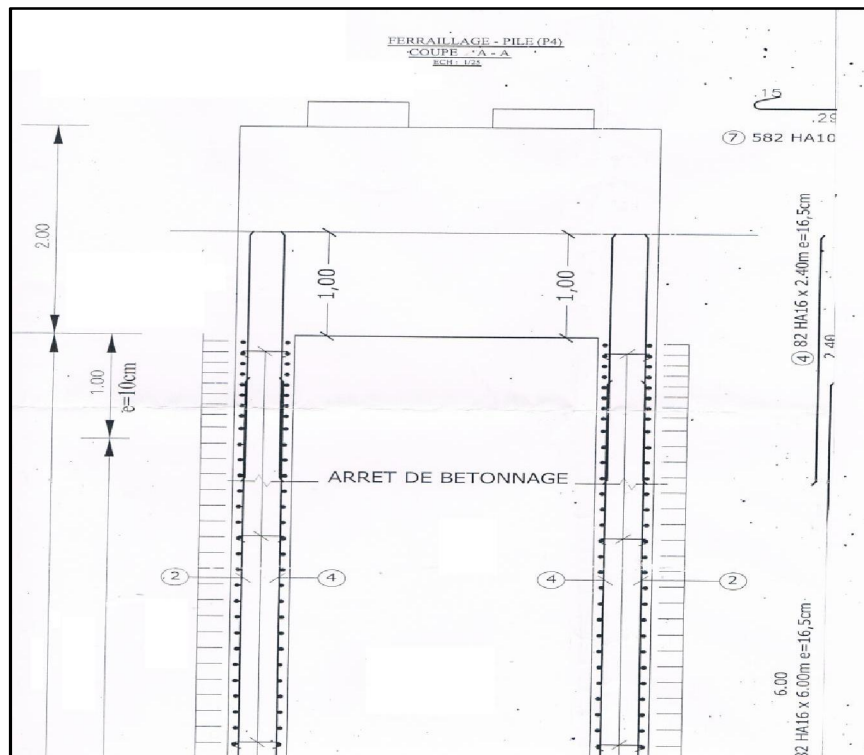 FERRAILLAGE - PILE (P4)
COUPE A - A
ECH : 1/25
.15
.29
7 582 HA10
2.00
1,00
1,00
4 82 HA16 x 2.40m e=16,5cm
2.40
1.00
e=10cm
ARRET DE BETONNAGE
2
4
4
2
6.00
82 HA16 x 6.00m e=16,5cm